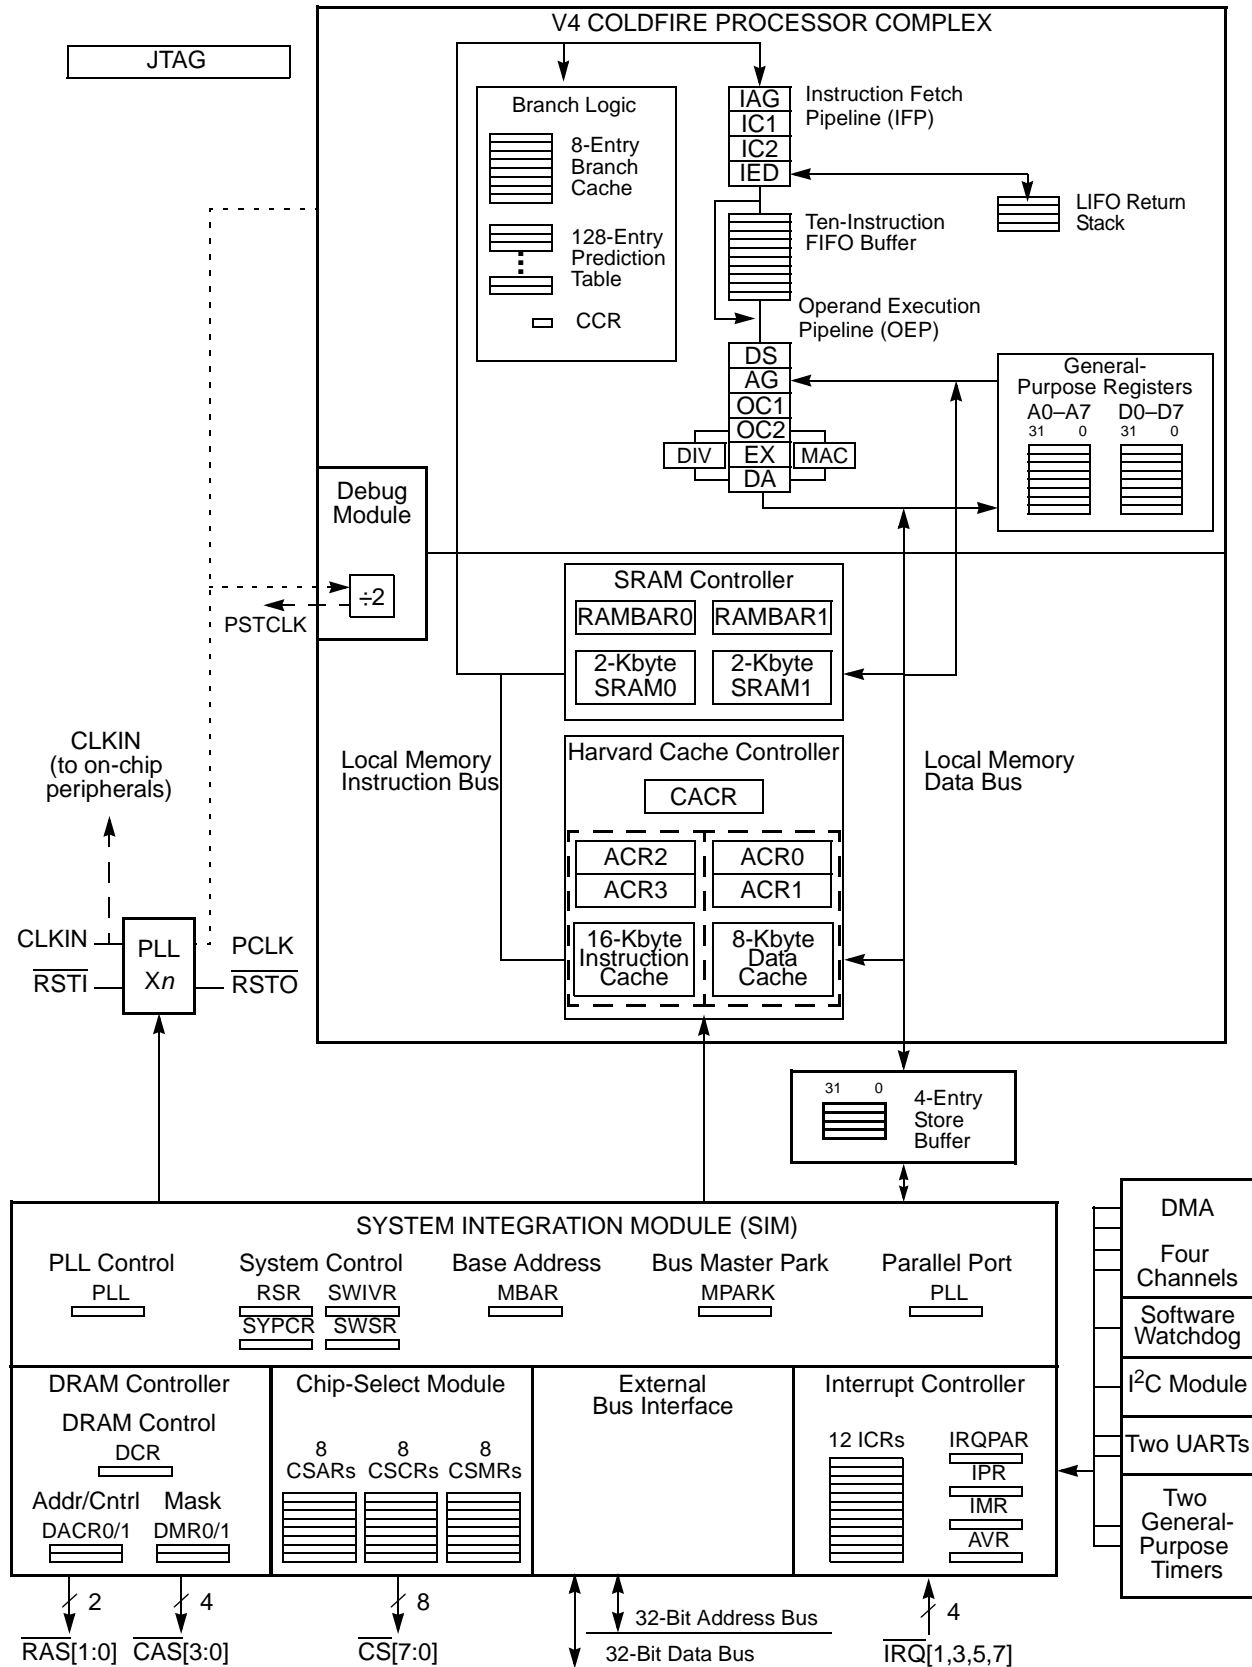 V4 COLDFIRE PROCESSOR COMPLEX
JTAG
Branch Logic
8-Entry
Branch
Cache
128-Entry
Prediction
Table
CCR
IAG
IC1
IC2
IED
Instruction Fetch
Pipeline (IFP)
LIFO Return
Stack
Ten-Instruction
FIFO Buffer
Operand Execution
Pipeline (OEP)
DS
AG
OC1
OC2
EX
DA
DIV
MAC
General-
Purpose Registers
A0–A7 D0–D7
31 0 31 0
Debug
Module
÷2
PSTCLK
SRAM Controller
RAMBAR0 RAMBAR1
2-Kbyte
SRAM0
2-Kbyte
SRAM1
Local Memory
Instruction Bus
Local Memory
Data Bus
Harvard Cache Controller
CACR
ACR2
ACR3
ACR0
ACR1
16-Kbyte
Instruction
Cache
8-Kbyte
Data
Cache
CLKIN
(to on-chip
peripherals)
CLKIN
RSTI
PLL
Xn
PCLK
RSTO
31 0
4-Entry
Store
Buffer
SYSTEM INTEGRATION MODULE (SIM)
PLL Control
PLL
System Control
RSR SWIVR
SYPCR SWSR
Base Address
MBAR
Bus Master Park
MPARK
Parallel Port
PLL
DRAM Controller
DRAM Control
DCR
Addr/Cntrl Mask
DACR0/1 DMR0/1
Chip-Select Module
8 8 8
CSARs CSCRs CSMRs
External
Bus Interface
Interrupt Controller
12 ICRs
IRQPAR
IPR
IMR
AVR
DMA
Four
Channels
Software
Watchdog
I²C Module
Two UARTs
Two
General-
Purpose
Timers
2
4
8
4
RAS[1:0]
CAS[3:0]
CS[7:0]
32-Bit Address Bus
32-Bit Data Bus
IRQ[1,3,5,7]